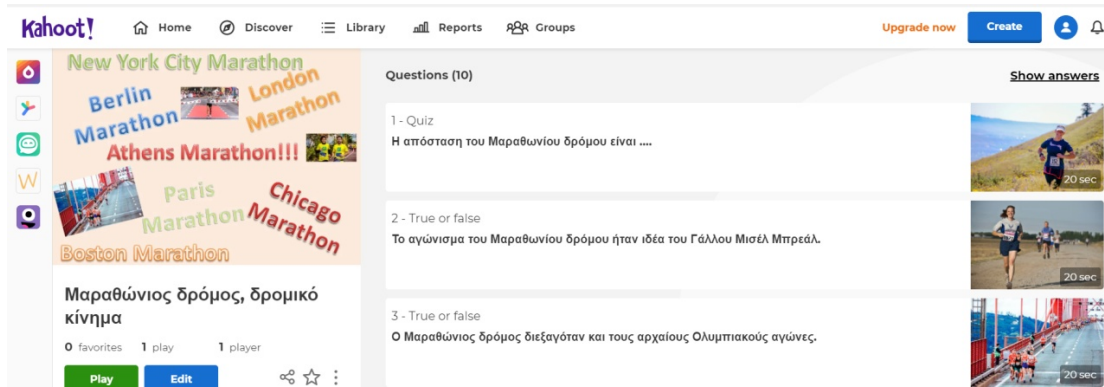 Kahoot!
Home
Discover
Library
Reports
Groups
Upgrade now
Create
New York City Marathon
Berlin
Marathon
London
Marathon
Athens Marathon!!!
Paris
Marathon
Chicago
Marathon
Boston Marathon
Μαραθώνιος δρόμος, δρομικό
κίνημα
0 favorites 1 play 1 player
Play
Edit
Questions (10)
Show answers
1 - Quiz
Η απόσταση του Μαραθωνίου δρόμου είναι ....
20 sec
2 - True or false
Το αγώνισμα του Μαραθωνίου δρόμου ήταν ιδέα του Γάλλου Μισέλ Μπρεάλ.
20 sec
3 - True or false
Ο Μαραθώνιος δρόμος διεξαγόταν και τους αρχαίους Ολυμπιακούς αγώνες.
20 sec